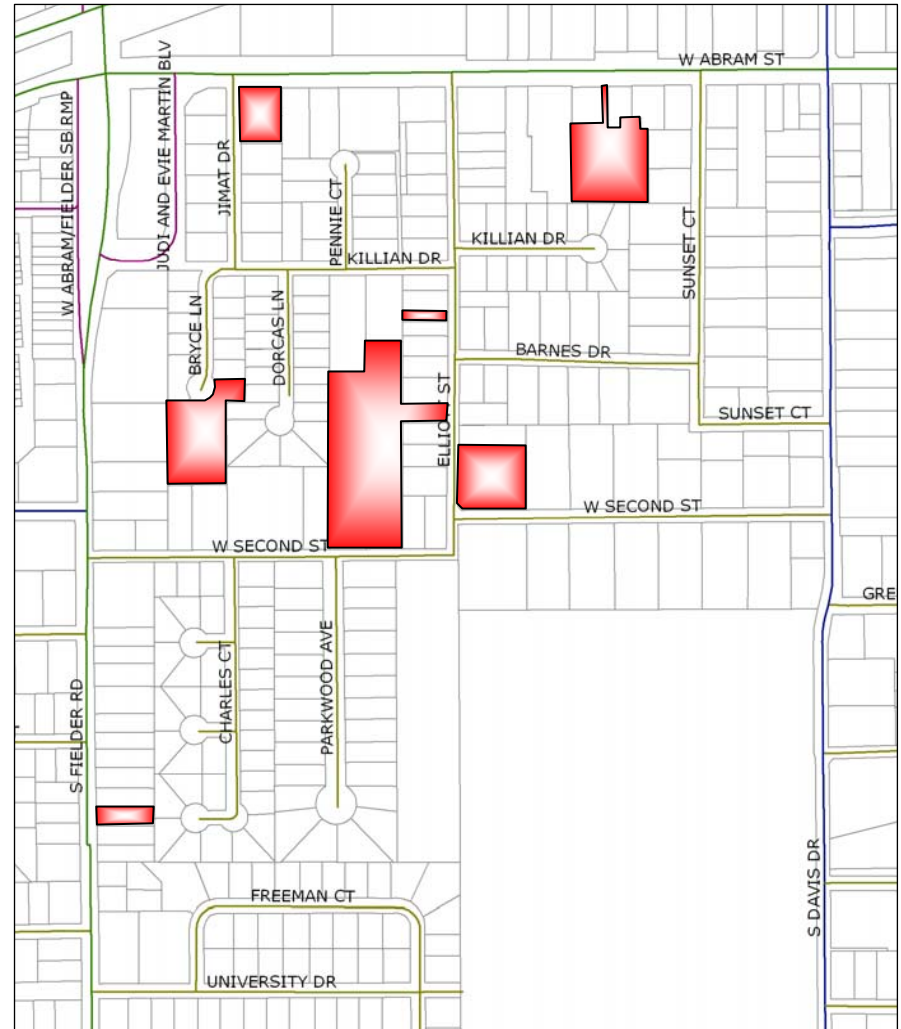 W ABRAM ST
W ABRAM/FIELDER SB RMP
JUDI AND EVIE MARTIN BLV
JIMAT DR
PENNIE CT
KILLIAN DR
KILLIAN DR
SUNSET CT
BRYCE LN
DORCAS LN
BARNES DR
ELLIOTT ST
SUNSET CT
W SECOND ST
W SECOND ST
GRE
CHARLES CT
PARKWOOD AVE
S FIELDER RD
S DAVIS DR
FREEMAN CT
UNIVERSITY DR